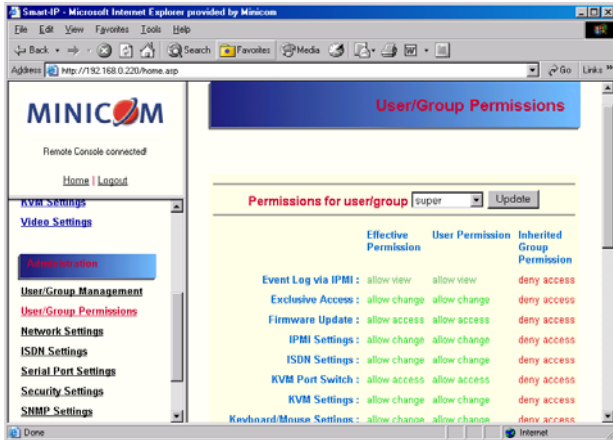 Smart-IP - Microsoft Internet Explorer provided by Minicom
File Edit View Favorites Tools Help
Back Search Favorites Media
Address http://192.168.0.220/home.asp Go Links »
MINICOM
Remote Console connected!
Home | Logout
KVM Settings
Video Settings
Administration
User/Group Management
User/Group Permissions
Network Settings
ISDN Settings
Serial Port Settings
Security Settings
SNMP Settings
User/Group Permissions
Permissions for user/group super Update
Effective Permission User Permission Inherited Group Permission
Event Log via IPMI : allow view allow view deny access
Exclusive Access : allow change allow change deny access
Firmware Update : allow access allow access deny access
IPMI Settings : allow change allow change deny access
ISDN Settings : allow change allow change deny access
KVM Port Switch : allow access allow access deny access
KVM Settings : allow change allow change deny access
Keyboard/Mouse Settings : allow change allow change deny access
Done Internet